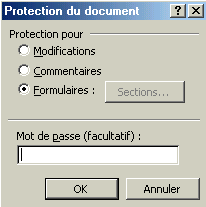 Protection du document
Protection pour
Modifications
Commentaires
Formulaires : Sections...
Mot de passe (facultatif) :
OK Annuler